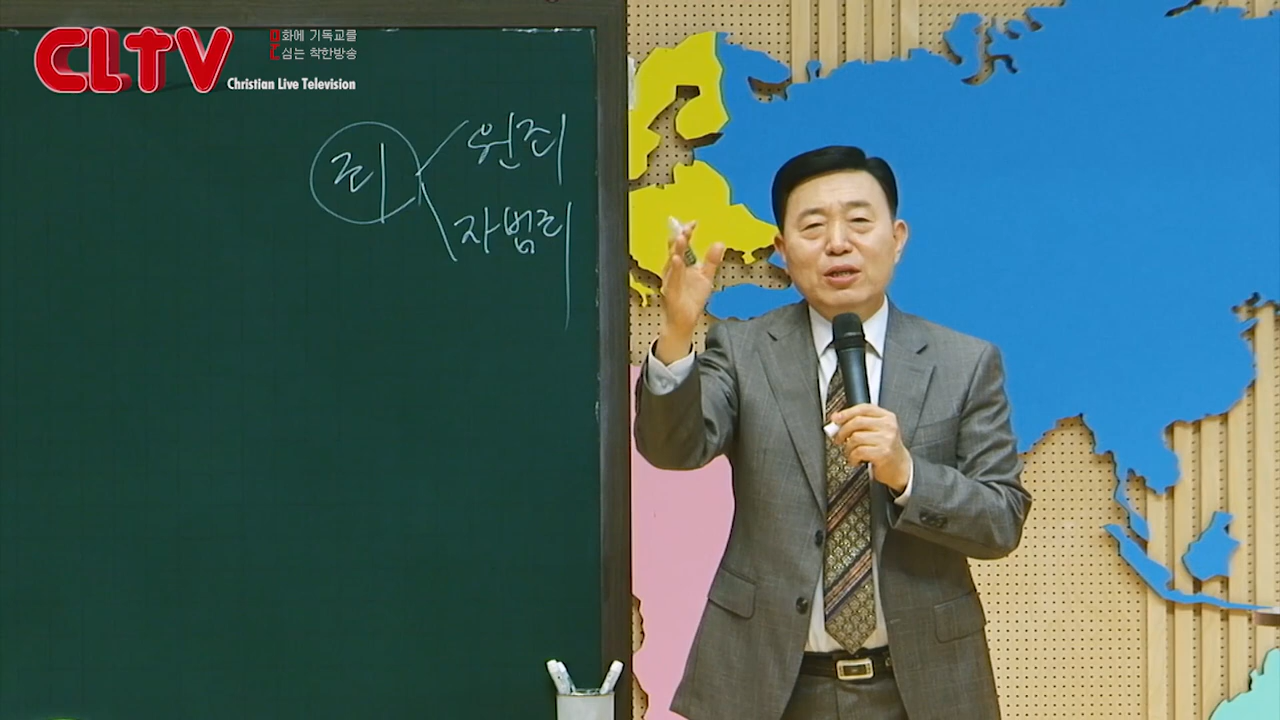 CLTV
문화에 기독교를
심는 착한방송
Christian Live Television
죄
원죄
자범죄